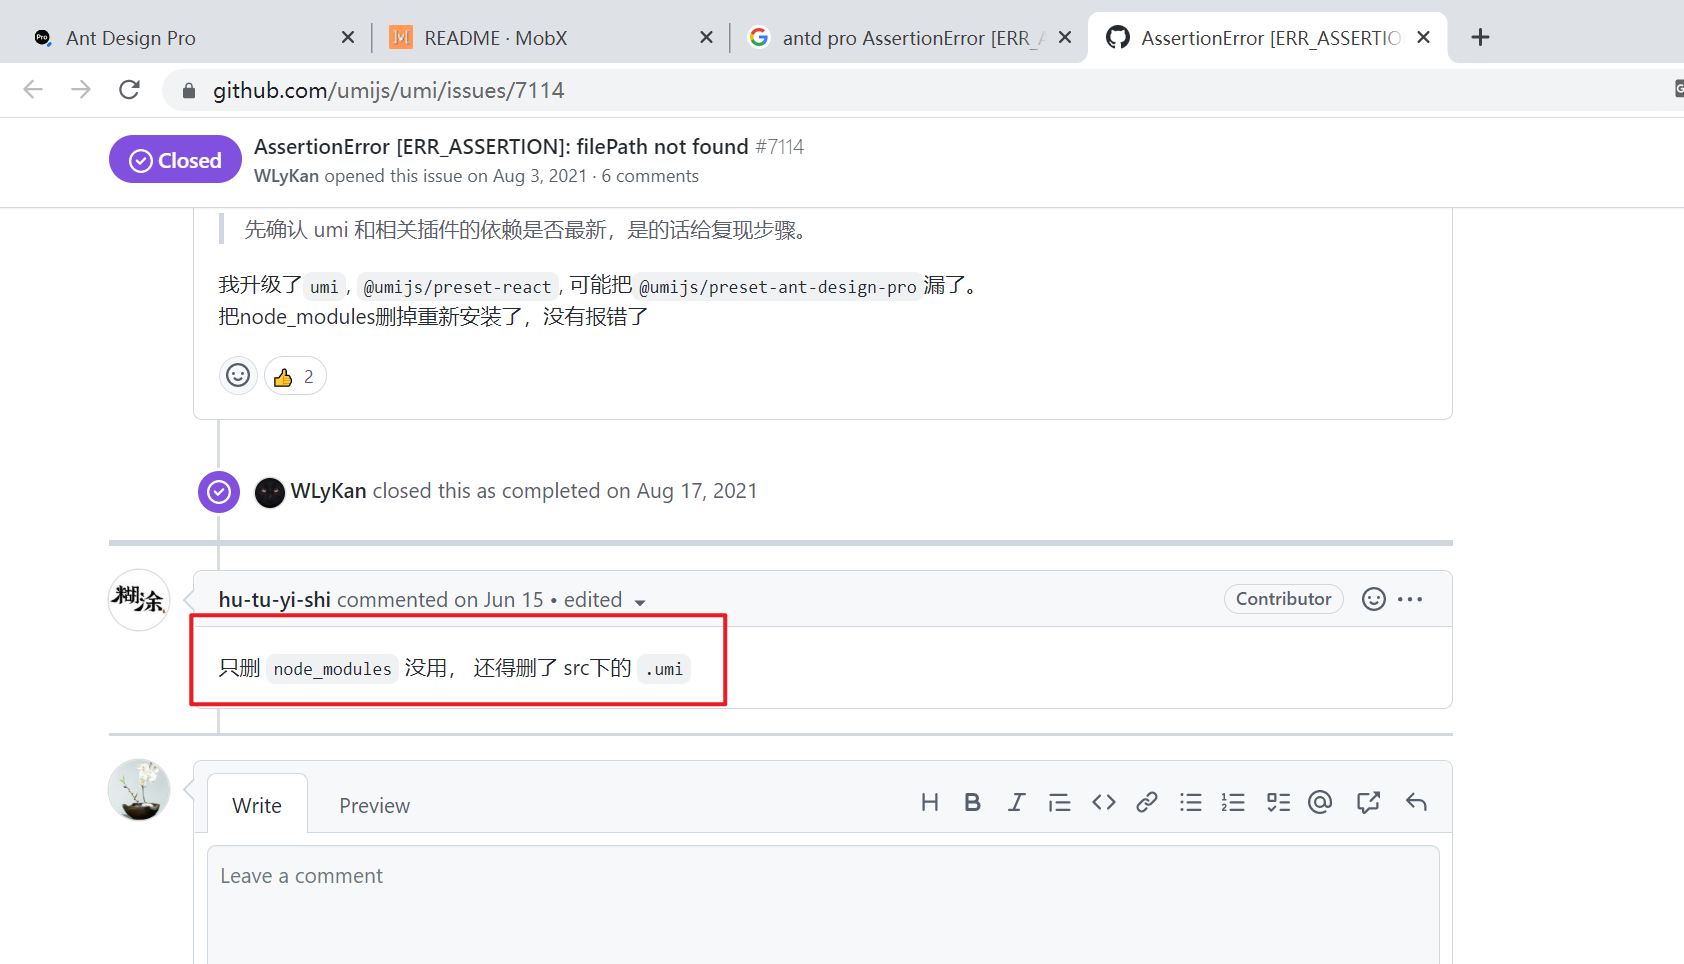 Ant Design Pro
README · MobX
antd pro AssertionError [ERR_
AssertionError [ERR_ASSERTIO
github.com/umijs/umi/issues/7114
Closed
AssertionError [ERR_ASSERTION]: filePath not found #7114
WLyKan opened this issue on Aug 3, 2021 · 6 comments
先确认 umi 和相关插件的依赖是否最新，是的话给复现步骤。
我升级了 umi , @umijs/preset-react , 可能把 @umijs/preset-ant-design-pro 漏了。
把node_modules删掉重新安装了，没有报错了
👍 2
WLyKan closed this as completed on Aug 17, 2021
糊涂
hu-tu-yi-shi commented on Jun 15 • edited
Contributor
只删 node_modules 没用， 还得删了 src下的 .umi
Write
Preview
Leave a comment